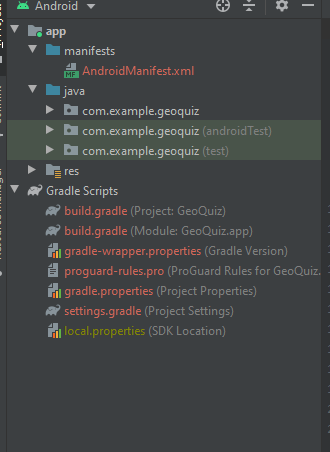 Android
app
manifests
AndroidManifest.xml
java
com.example.geoquiz
com.example.geoquiz (androidTest)
com.example.geoquiz (test)
res
Gradle Scripts
build.gradle (Project: GeoQuiz)
build.gradle (Module: GeoQuiz.app)
gradle-wrapper.properties (Gradle Version)
proguard-rules.pro (ProGuard Rules for GeoQuiz.
gradle.properties (Project Properties)
settings.gradle (Project Settings)
local.properties (SDK Location)